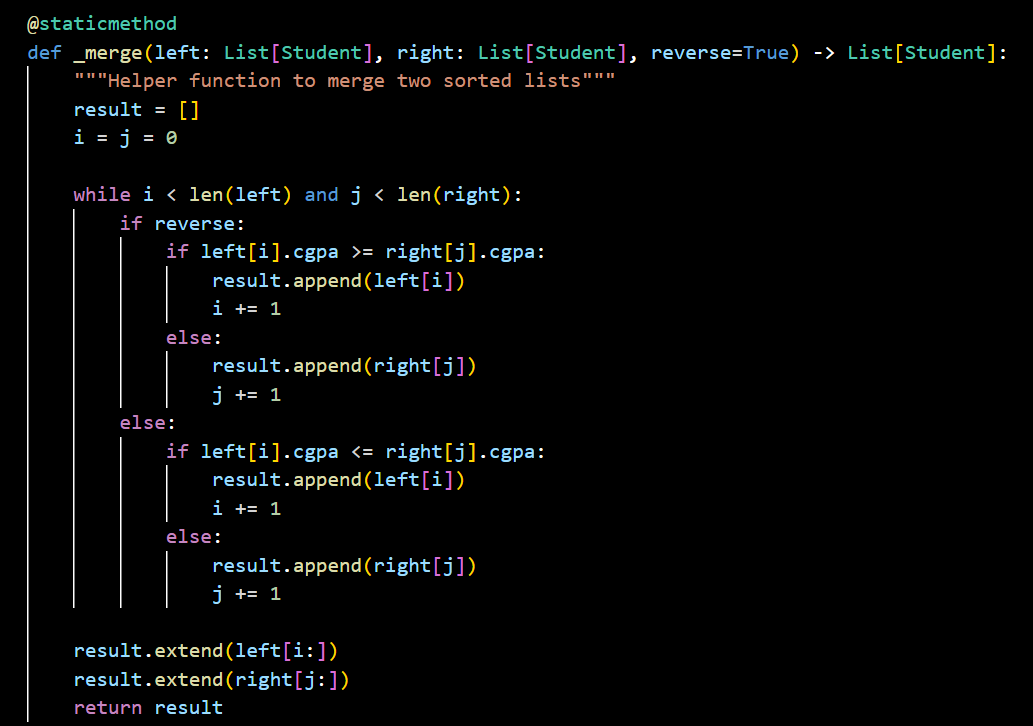 @staticmethod
def _merge(left: List[Student], right: List[Student], reverse=True) -> List[Student]:
    """Helper function to merge two sorted lists"""
    result = []
    i = j = 0

    while i < len(left) and j < len(right):
        if reverse:
            if left[i].cgpa >= right[j].cgpa:
                result.append(left[i])
                i += 1
            else:
                result.append(right[j])
                j += 1
        else:
            if left[i].cgpa <= right[j].cgpa:
                result.append(left[i])
                i += 1
            else:
                result.append(right[j])
                j += 1

    result.extend(left[i:])
    result.extend(right[j:])
    return result